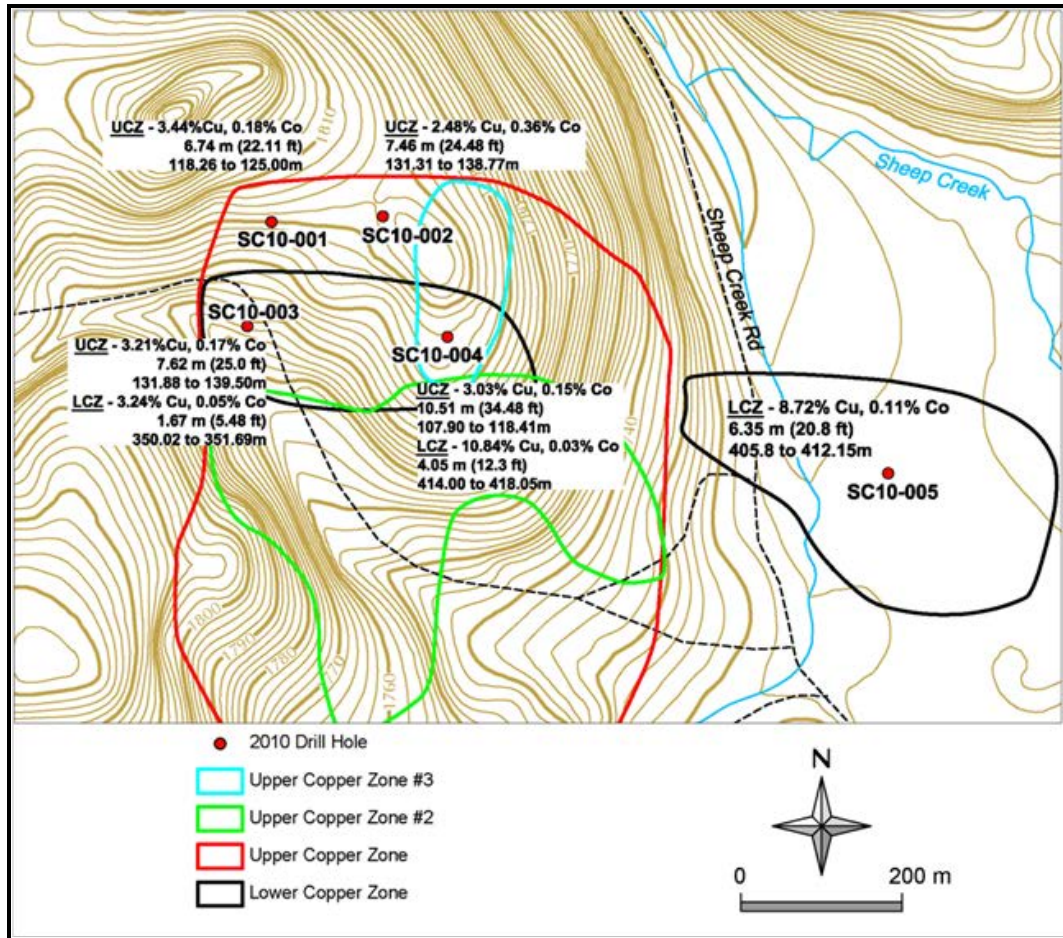 1810
UCZ - 3.44%Cu, 0.18% Co
6.74 m (22.11 ft)
118.26 to 125.00m
UCZ - 2.48% Cu, 0.36% Co
7.46 m (24.48 ft)
131.31 to 138.77m
Sheep Creek
SC10-001
SC10-002
Sheep Creek Rd
SC10-003
SC10-004
UCZ - 3.21%Cu, 0.17% Co
7.62 m (25.0 ft)
131.88 to 139.50m
LCZ - 3.24% Cu, 0.05% Co
1.67 m (5.48 ft)
350.02 to 351.69m
UCZ - 3.03% Cu, 0.15% Co
10.51 m (34.48 ft)
107.90 to 118.41m
LCZ - 10.84% Cu, 0.03% Co
4.05 m (12.3 ft)
414.00 to 418.05m
LCZ - 8.72% Cu, 0.11% Co
6.35 m (20.8 ft)
405.8 to 412.15m
SC10-005
1800
1790
1780
1760
2010 Drill Hole
Upper Copper Zone #3
Upper Copper Zone #2
Upper Copper Zone
Lower Copper Zone
N
0 200 m